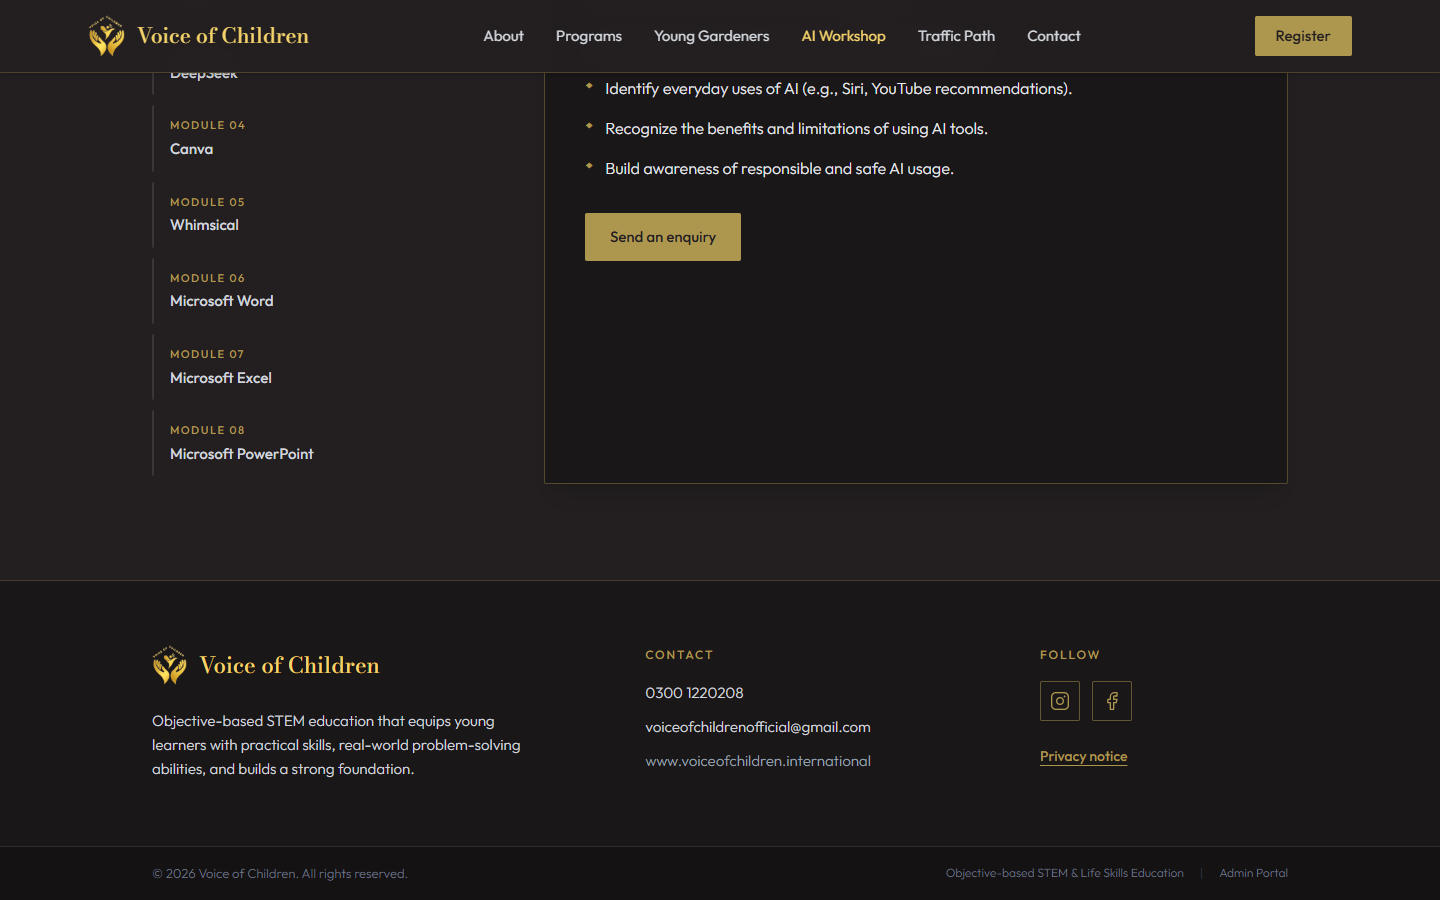 Voice of Children
About
Programs
Young Gardeners
AI Workshop
Traffic Path
Contact
Register
DeepSeek
MODULE 04
Canva
MODULE 05
Whimsical
MODULE 06
Microsoft Word
MODULE 07
Microsoft Excel
MODULE 08
Microsoft PowerPoint
Identify everyday uses of AI (e.g., Siri, YouTube recommendations).
Recognize the benefits and limitations of using AI tools.
Build awareness of responsible and safe AI usage.
Send an enquiry
Voice of Children
Objective-based STEM education that equips young
learners with practical skills, real-world problem-solving
abilities, and builds a strong foundation.
CONTACT
0300 1220208
voiceofchildrenofficial@gmail.com
www.voiceofchildren.international
FOLLOW
Privacy notice
© 2026 Voice of Children. All rights reserved.
Objective-based STEM & Life Skills Education
Admin Portal